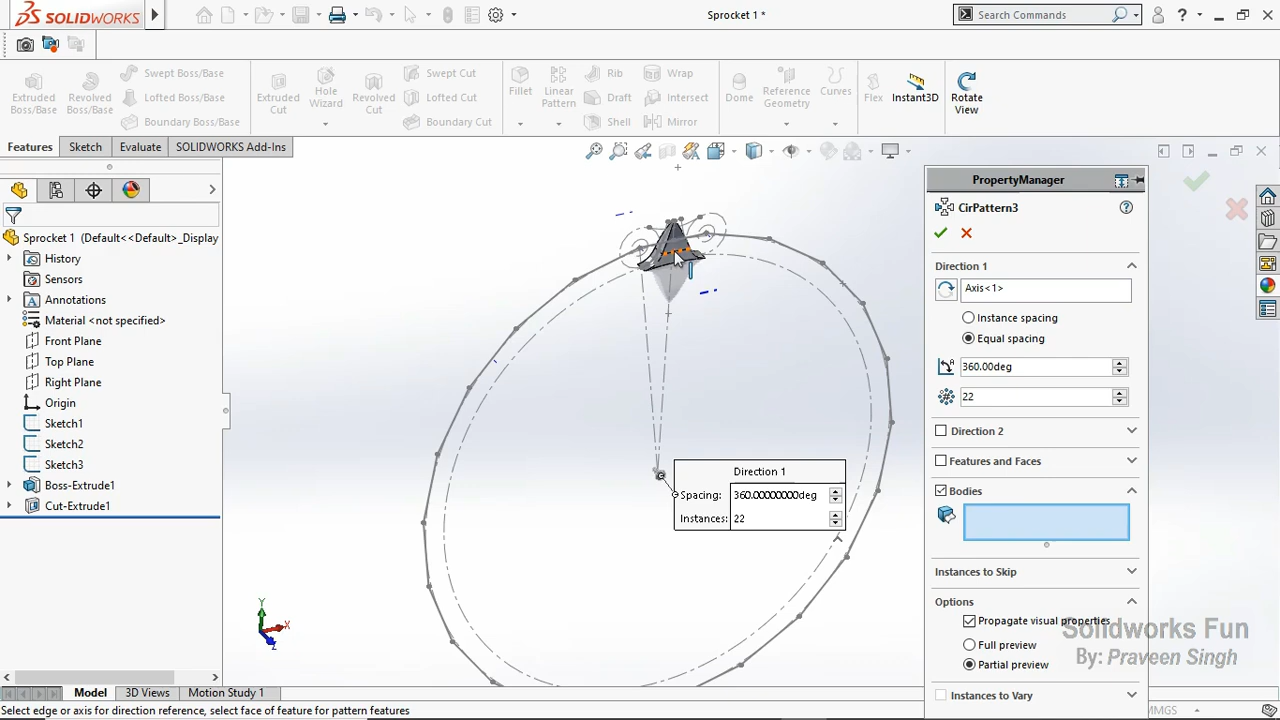 SOLIDWORKS
Sprocket 1 *
Search Commands
?
Extruded Boss/Base
Revolved Boss/Base
Swept Boss/Base
Lofted Boss/Base
Boundary Boss/Base
Extruded Cut
Hole Wizard
Revolved Cut
Swept Cut
Lofted Cut
Boundary Cut
Fillet
Linear Pattern
Rib
Draft
Shell
Wrap
Intersect
Mirror
Dome
Reference Geometry
Curves
Flex
Instant3D
Rotate View
Features
Sketch
Evaluate
SOLIDWORKS Add-Ins
Sprocket 1 (Default<<Default>_Display
History
Sensors
Annotations
Material <not specified>
Front Plane
Top Plane
Right Plane
Origin
Sketch1
Sketch2
Sketch3
Boss-Extrude1
Cut-Extrude1
Direction 1
Spacing: 360.00000000deg
Instances: 22
Y
X
Z
PropertyManager
CirPattern3
?
Direction 1
Axis<1>
Instance spacing
Equal spacing
360.00deg
22
Direction 2
Features and Faces
Bodies
Instances to Skip
Options
Propagate visual properties
Full preview
Partial preview
Instances to Vary
Solidworks Fun
By: Praveen Singh
Model
3D Views
Motion Study 1
Select edge or axis for direction reference, select face of feature for pattern features
MMGS